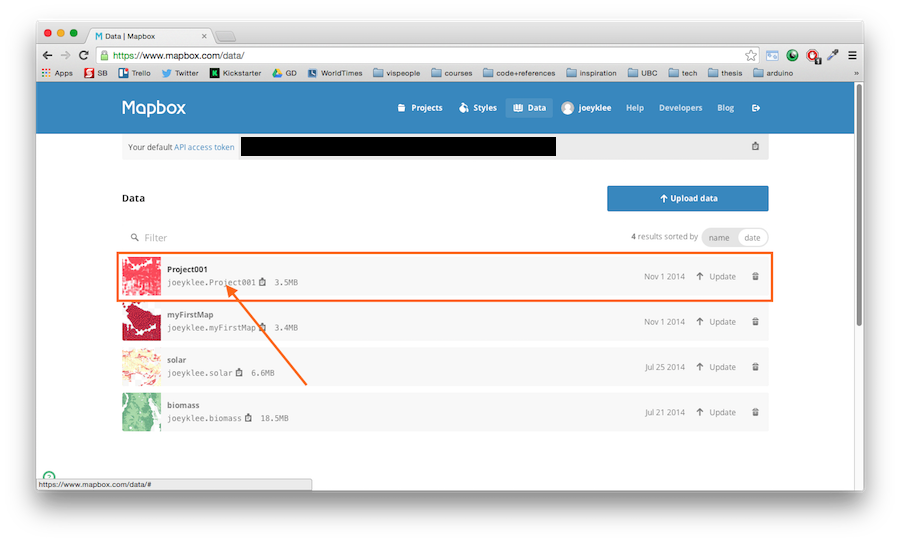 Data | Mapbox
https://www.mapbox.com/data/
Apps SB Trello Twitter Kickstarter GD WorldTimes vispeople courses code+references inspiration UBC tech thesis arduino »
Mapbox Projects Styles Data joeyklee Help Developers Blog
Your default API access token
Data Upload data
Filter 4 results sorted by name date
Project001
joeyklee.Project001 3.5MB Nov 1 2014 Update
myFirstMap
joeyklee.myFirstMap 3.4MB Nov 1 2014 Update
solar
joeyklee.solar 6.6MB Jul 25 2014 Update
biomass
joeyklee.biomass 18.5MB Jul 21 2014 Update
https://www.mapbox.com/data/#